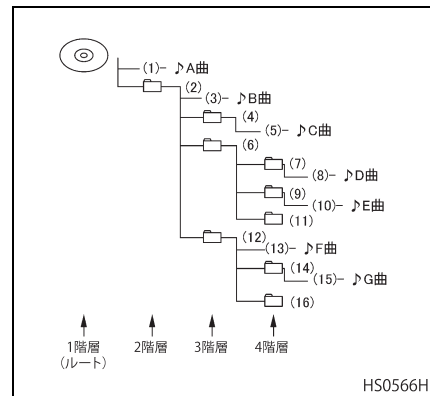 (1)- ♪A曲
(2)
(3)- ♪B曲
(4)
(5)- ♪C曲
(6)
(7)
(8)- ♪D曲
(9)
(10)- ♪E曲
(11)
(12)
(13)- ♪F曲
(14)
(15)- ♪G曲
(16)
1階層 2階層 3階層 4階層
(ルート)
HS0566H